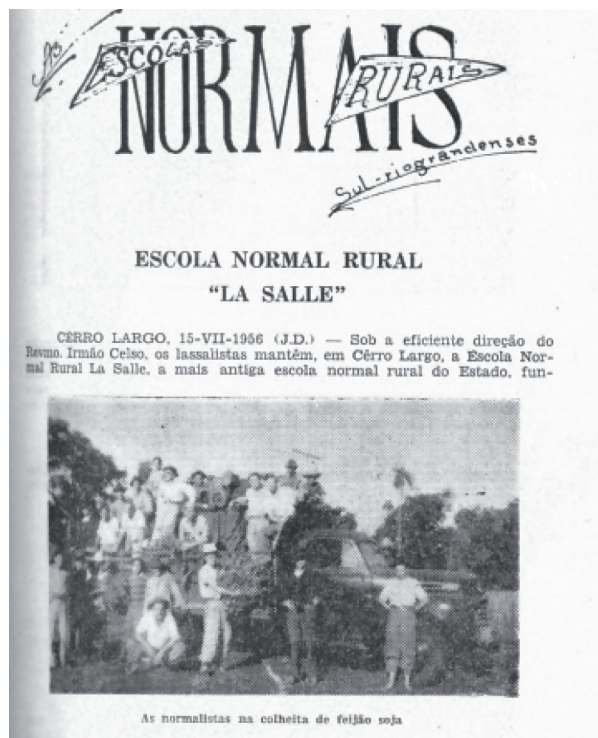 AS
ESCOLAS
NORMAIS
RURAIS
Sul-riograndenses
ESCOLA NORMAL RURAL
"LA SALLE"
CÊRRO LARGO, 15-VII-1956 (J.D.) — Sob a eficiente direção do
Revmo. Irmão Celso, os lassalistas mantêm, em Cêrro Largo, a Escola Nor-
mal Rural La Salle, a mais antiga escola normal rural do Estado, fun-
As normalistas na colheita de feijão soja